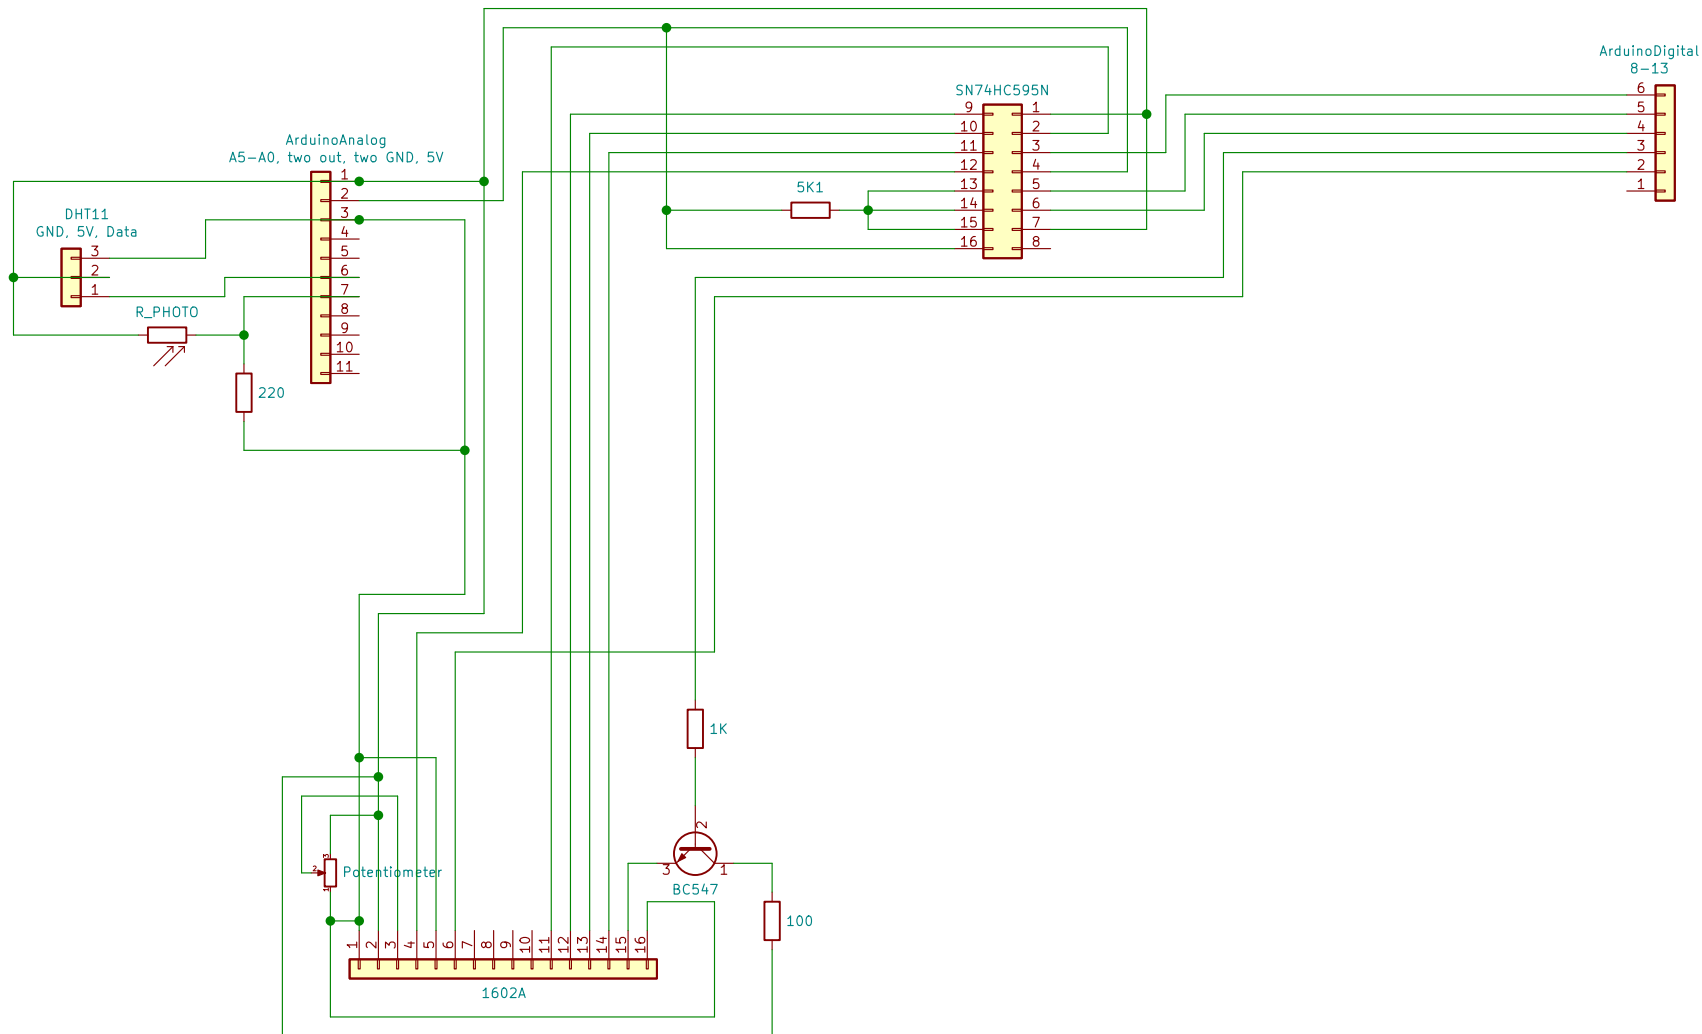 ArduinoDigital
8-13
6
5
4
3
2
1
SN74HC595N
9 1
10 2
11 3
12 4
13 5
14 6
15 7
16 8
5K1
ArduinoAnalog
A5-A0, two out, two GND, 5V
1
2
3
4
5
6
7
8
9
10
11
DHT11
GND, 5V, Data
3
2
1
R_PHOTO
220
1K
2
3 1
BC547
100
3
2
1
Potentiometer
1 2 3 4 5 6 7 8 9 10 11 12 13 14 15 16
1602A